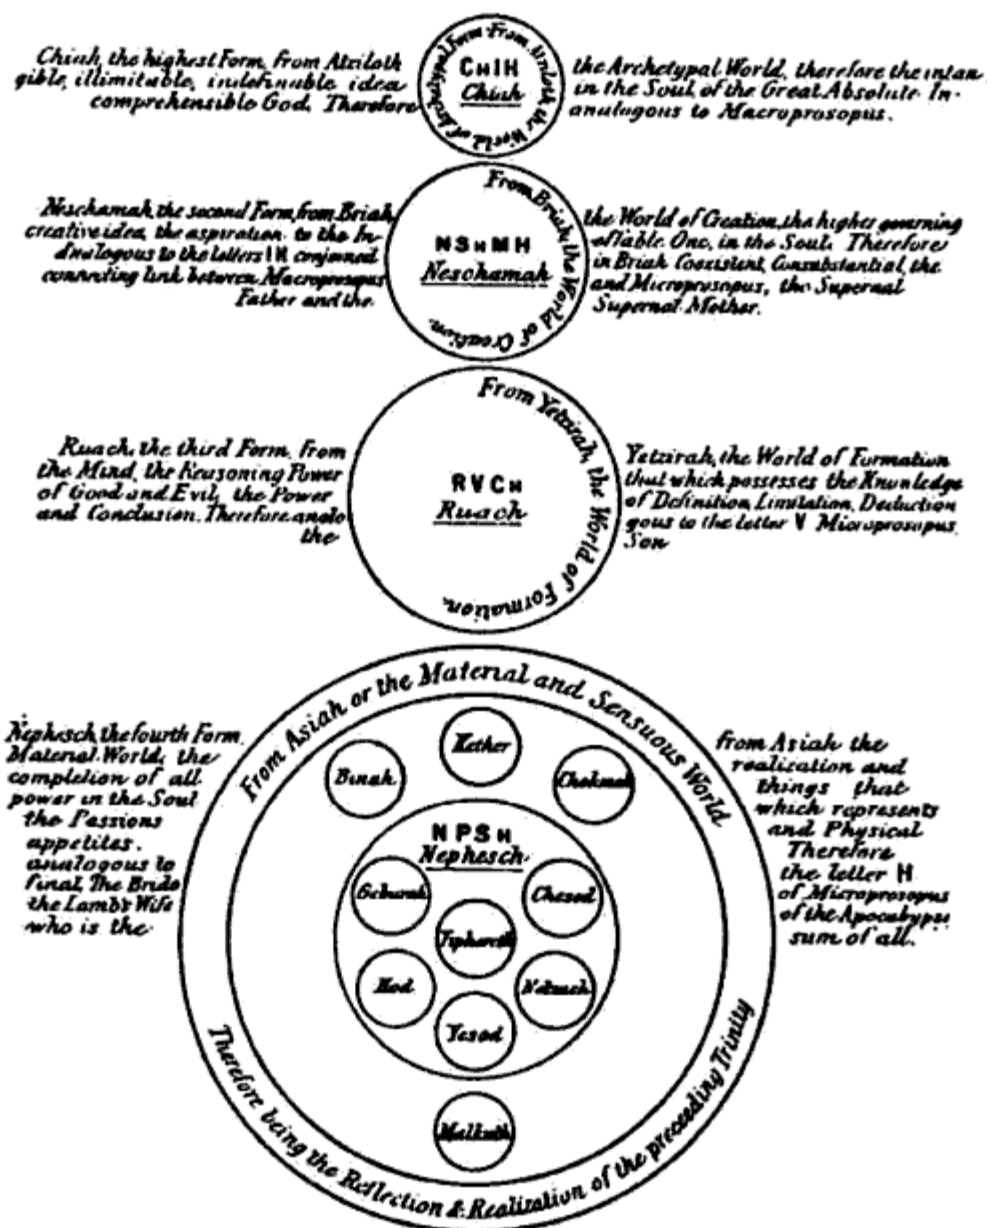 Chiah, the highest Form, from Atziloth the Archetypal World, therefore the intan
gible, illimitable, indefinable idea in the Soul, of the Great Absolute In-
comprehensible God. Therefore analogous to Macroprosopus.
CHIH
Chiah
the World of Archetypal Form From
Neschamah, the second Form, from Briah, the World of Creation, the higher governing
creative idea, the aspiration to the In- effable One, in the Soul. Therefore
analogous to the letters IH conjoined in Briah Coexistent, Consubstantial, the
connecting link between Macroprosopus and Microprosopus, the Supernal
Father and the Supernal Mother.
From Briah, the World of Creation.
NSHMH
Neschamah
Ruach, the third Form, from Yetzirah, the World of Formation
the Mind, the Reasoning Power that which possesses the Knowledge
of Good and Evil, the Power of Definition, Limitation, Deduction
and Conclusion. Therefore analo gous to the letter V Microprosopus
the Son
From Yetzirah, the World of Formation.
RVCH
Ruach
Nephesch, the fourth Form, from Asiah the
Material World, the realisation and
completion of all things that
power in the Soul which represents
the Passions and Physical
appetites. Therefore
analogous to the letter H
final, The Bride of Microprosopus
the Lamb's Wife of the Apocalypse
who is the sum of all.
From Asiah or the Material and Sensuous World
Kether
Binah
Chokmah
NPSH
Nephesch
Geburah
Chesed
Tiphareth
Hod
Netzach
Yesod
Malkuth
Therefore being the Reflection & Realization of the preceeding Trinity